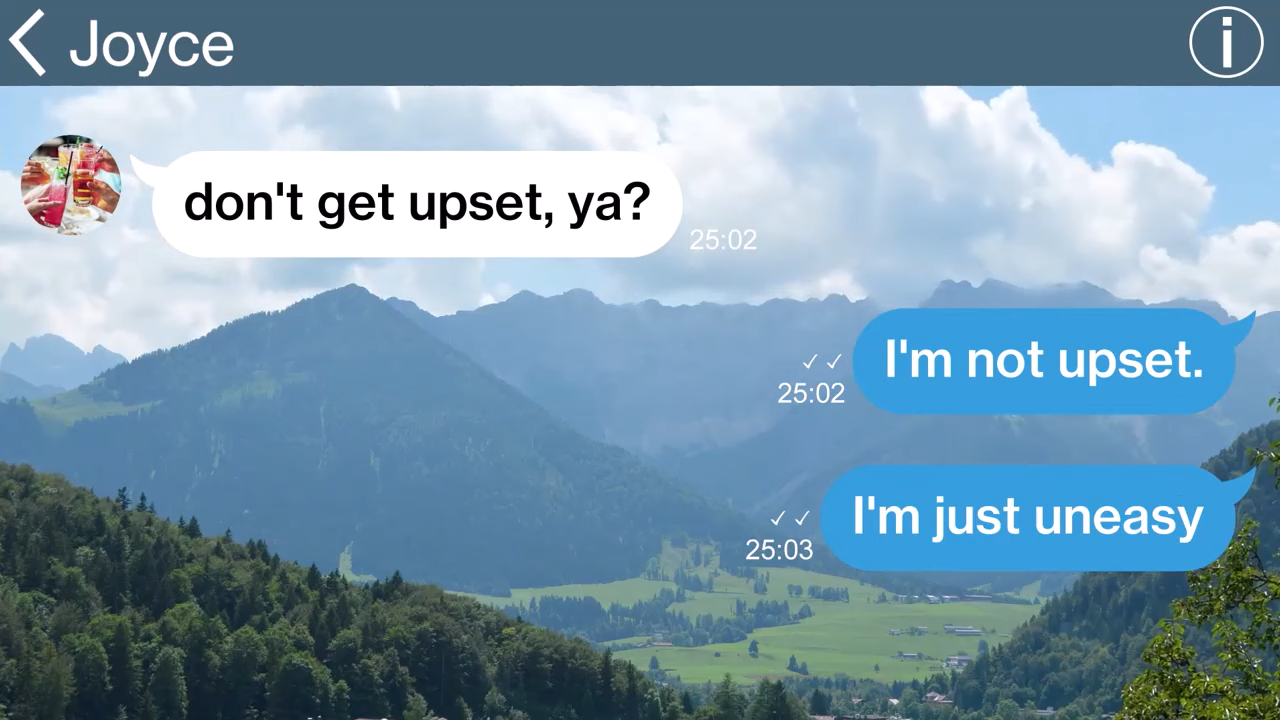 Joyce
don't get upset, ya?
25:02
I'm not upset.
25:02
I'm just uneasy
25:03